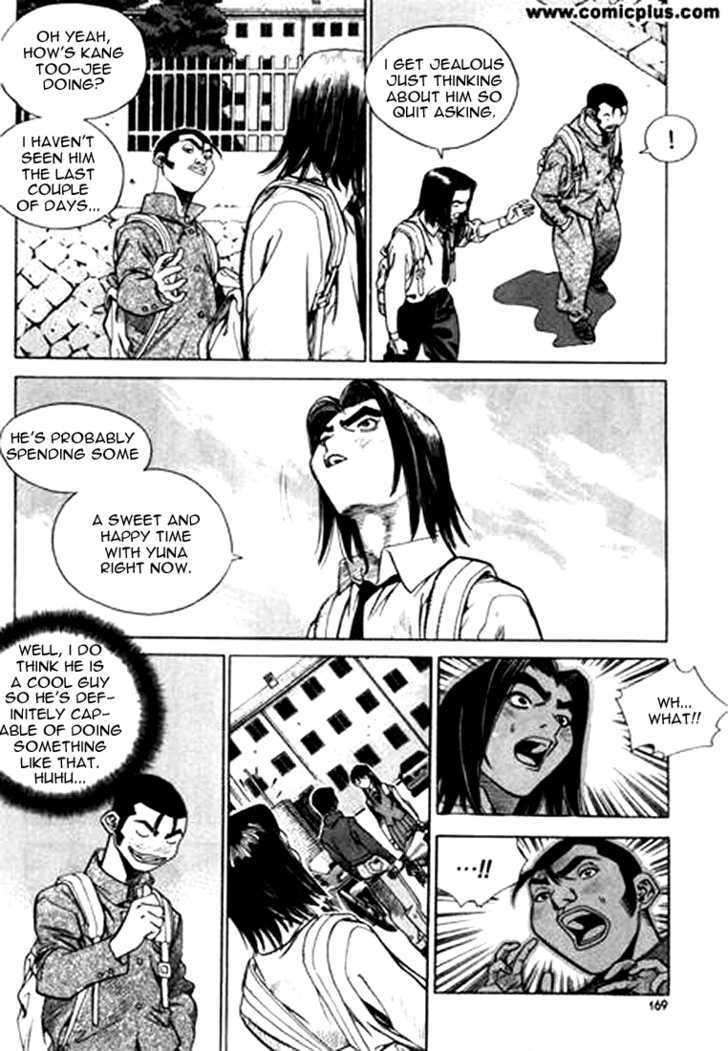 www.comicplus.com
OH YEAH,
HOW'S KANG
TOO-JEE
DOING?
I HAVEN'T
SEEN HIM
THE LAST
COUPLE
OF DAYS...
I GET JEALOUS
JUST THINKING
ABOUT HIM SO
QUIT ASKING.
!
HE'S PROBABLY
SPENDING SOME
A SWEET AND
HAPPY TIME
WITH YUNA
RIGHT NOW.
WELL, I DO
THINK HE IS
A COOL GUY
SO HE'S DEF-
INITELY CAP-
ABLE OF DOING
SOMETHING
LIKE THAT.
HUHU...
WH...
WHAT!!
...!!
169